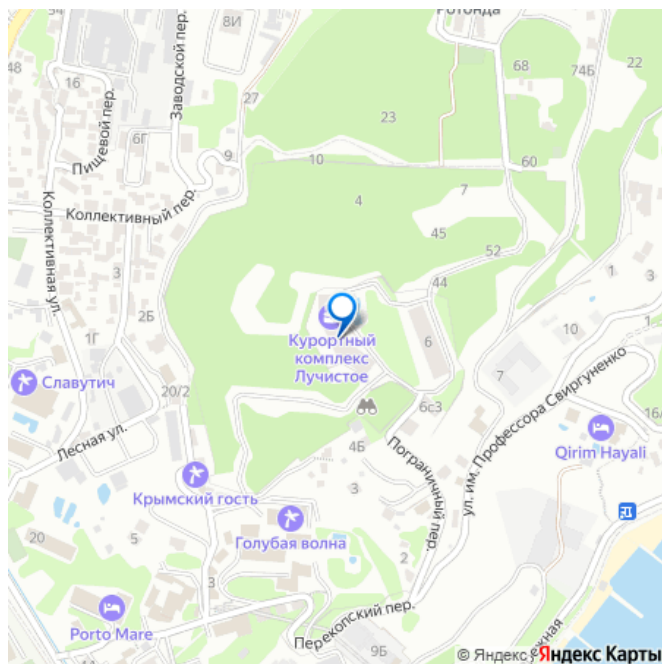 Ротонда
54
8И
48
16
Заводской пер.
68
74Б
22
27
23
6Г
Пищевой пер.
9
10
60
Коллективная ул.
Коллективный пер.
4
7
45
52
3
44
1
3
2Б
1Г
10
Курортный
комплекс
Лучистое
6
7
Славутич
20/2
6с3
16А
Лесная ул.
ул. им. Профессора Свиргуненко
Qirim Hayali
4Б
Пограничный пер.
Крымский гость
3
Голубая волна
20
5
2
3
Porto Mare
Перекопский пер.
9Б
© Яндекс Яндекс Карты